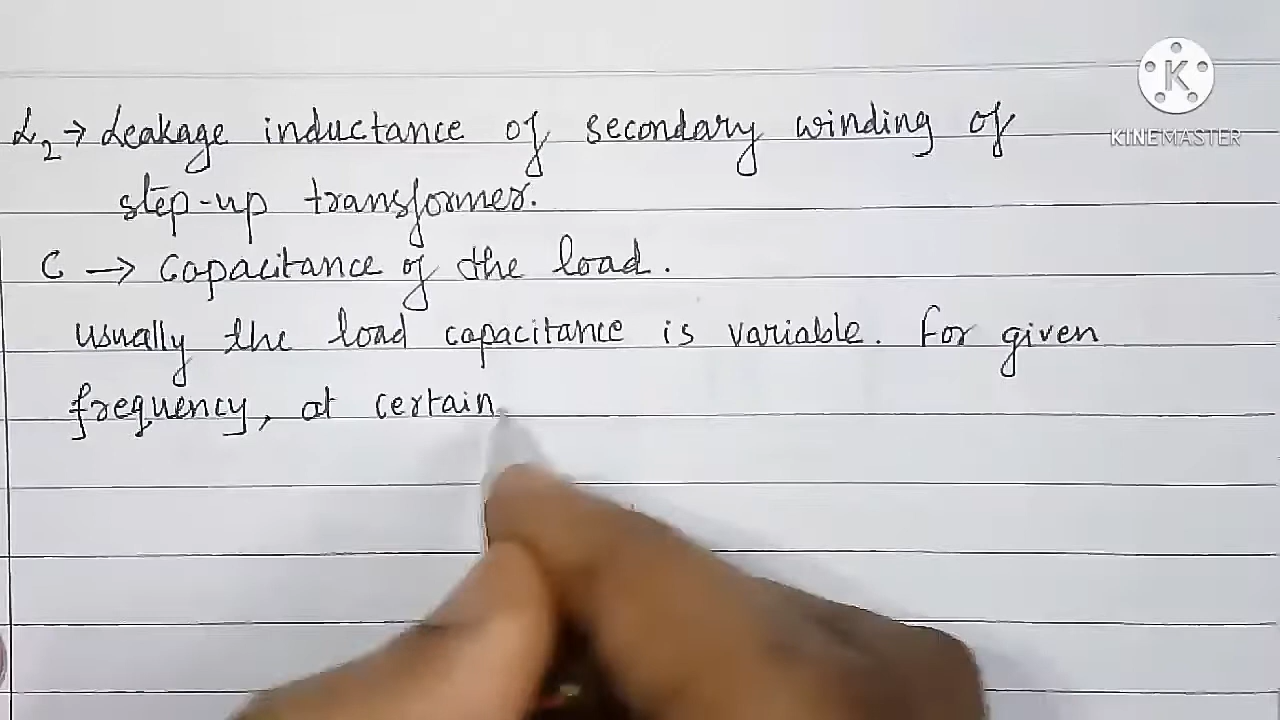 L2 → Leakage inductance of secondary winding of
step-up transformer.
C → Capacitance of the load.
usually the load capacitance is variable. For given
frequency, at certain
K
KINEMASTER